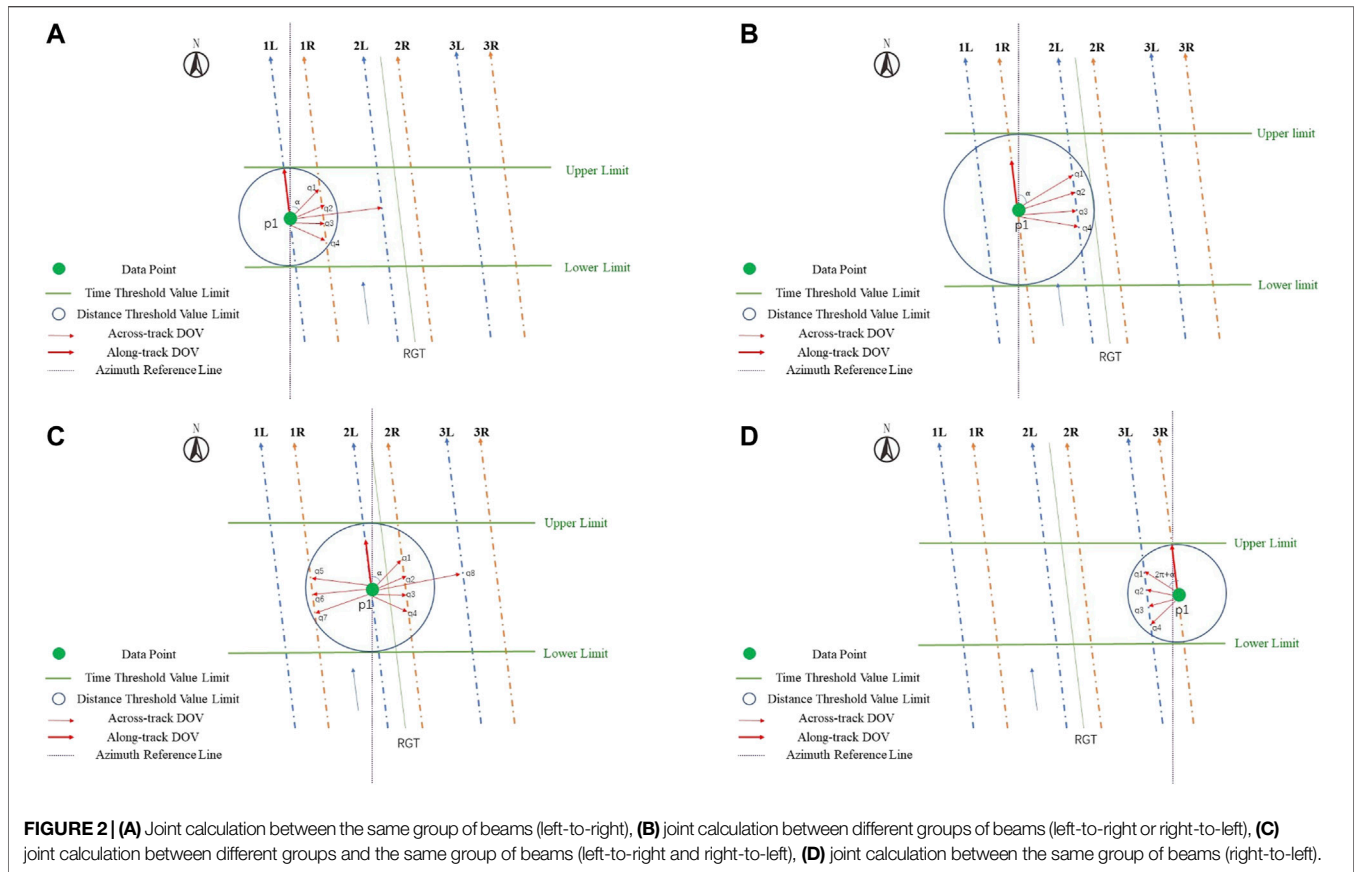 A
N
1L 1R 2L 2R 3L 3R
Upper Limit
q1
α
q2
p1
q3
q4
Lower Limit
Data Point
Time Threshold Value Limit
Distance Threshold Value Limit
Across-track DOV
Along-track DOV
Azimuth Reference Line
RGT
B
N
1L 1R 2L 2R 3L 3R
Upper limit
q1
α
q2
q3
p1
q4
Lower limit
Data Point
Time Threshold Value Limit
Distance Threshold Value Limit
Across-track DOV
Along-track DOV
Azimuth Reference Line
RGT
C
N
1L 1R 2L 2R 3L 3R
Upper Limit
q1
q5
α
q2
q8
q6
q3
p1
q7
q4
Lower Limit
Data Point
Time Threshold Value Limit
Distance Threshold Value Limit
Across-track DOV
Along-track DOV
Azimuth Reference Line
RGT
D
N
1L 1R 2L 2R 3L 3R
Upper Limit
q1 2π+α
q2
q3
p1
q4
Lower Limit
Data Point
Time Threshold Value Limit
Distance Threshold Value Limit
Across-track DOV
Along-track DOV
Azimuth Reference Line
RGT
FIGURE 2 | (A) Joint calculation between the same group of beams (left-to-right), (B) joint calculation between different groups of beams (left-to-right or right-to-left), (C)
joint calculation between different groups and the same group of beams (left-to-right and right-to-left), (D) joint calculation between the same group of beams (right-to-left).